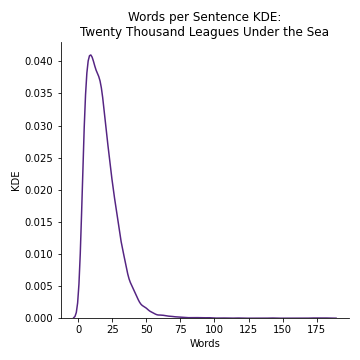 Words per Sentence KDE:
Twenty Thousand Leagues Under the Sea
0.040
0.035
0.030
0.025
0.020
0.015
0.010
0.005
0.000
KDE
0 25 50 75 100 125 150 175
Words